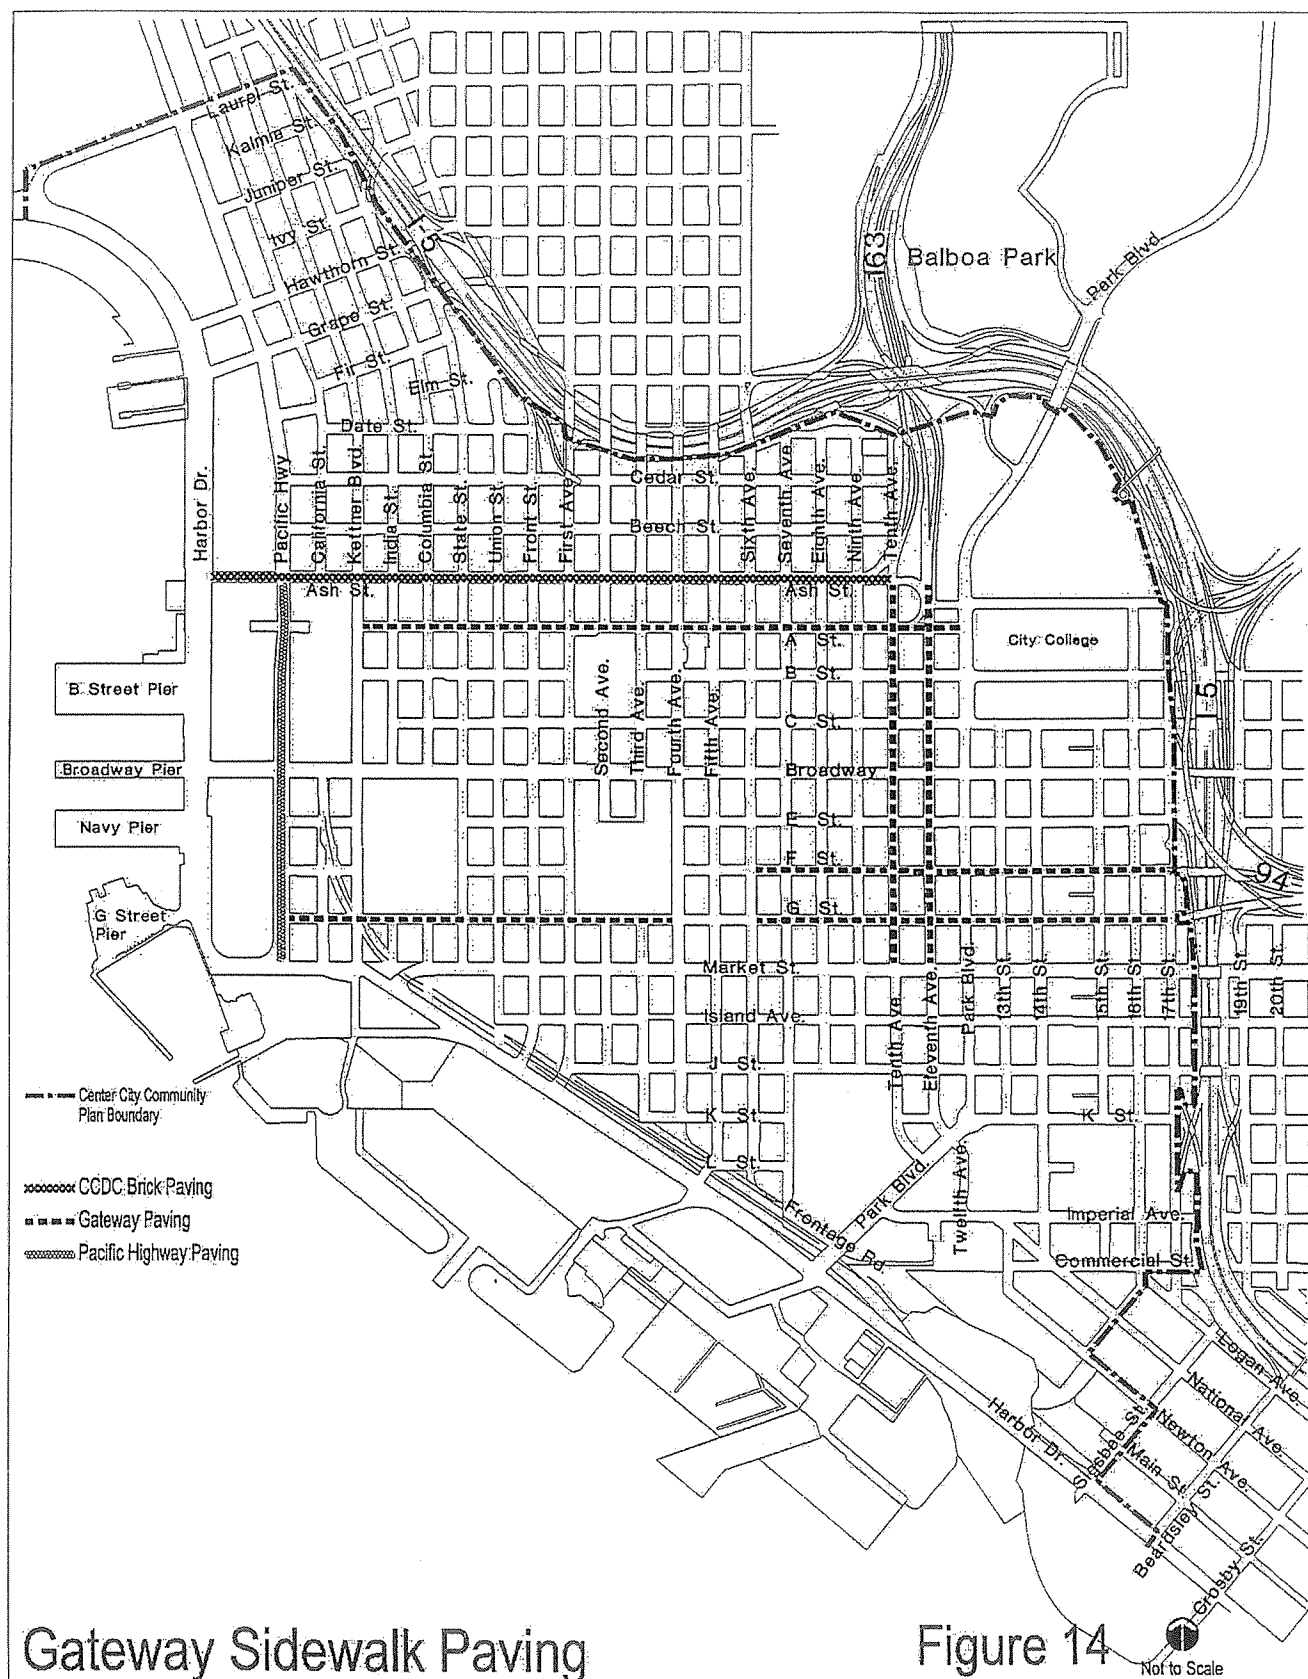 Laurel St.
Kalmia St.
Juniper St.
Ivy St.
Hawthorn St.
Grape St.
Fir St.
Elm St.
Date St.
I-5
163
Balboa Park
Park Blvd
Cedar St.
Beech St.
Harbor Dr.
Pacific Hwy
California St.
Kettner Blvd.
India St.
Columbia St.
State St.
Union St.
Front St.
First Ave.
Sixth Ave.
Seventh Ave
Eighth Ave.
Ninth Ave.
Tenth Ave.
Ash St.
Ash St.
A St.
City College
B St.
B Street Pier
Second Ave.
Third Ave.
Fourth Ave.
Fifth Ave.
C St.
I 5
Broadway Pier
Broadway
Navy Pier
E St.
F St.
94
G Street
Pier
G St.
Market St.
Island Ave.
Tenth Ave.
Eleventh Ave.
Park Blvd.
13th St.
14th St.
15th St.
16th St.
17th St.
19th St.
20th St.
J St.
K St.
K St.
L St.
Center City Community
Plan Boundary
CCDC Brick Paving
Gateway Paving
Pacific Highway Paving
Frontage Rd.
Park Blvd.
Twelfth Ave.
Imperial Ave.
Commercial St.
Logan Ave.
National Ave.
Newton Ave.
Main St.
Sigsbee St.
Harbor Dr.
Beardsley St.
Crosby St.
Gateway Sidewalk Paving
Figure 14
Not to Scale